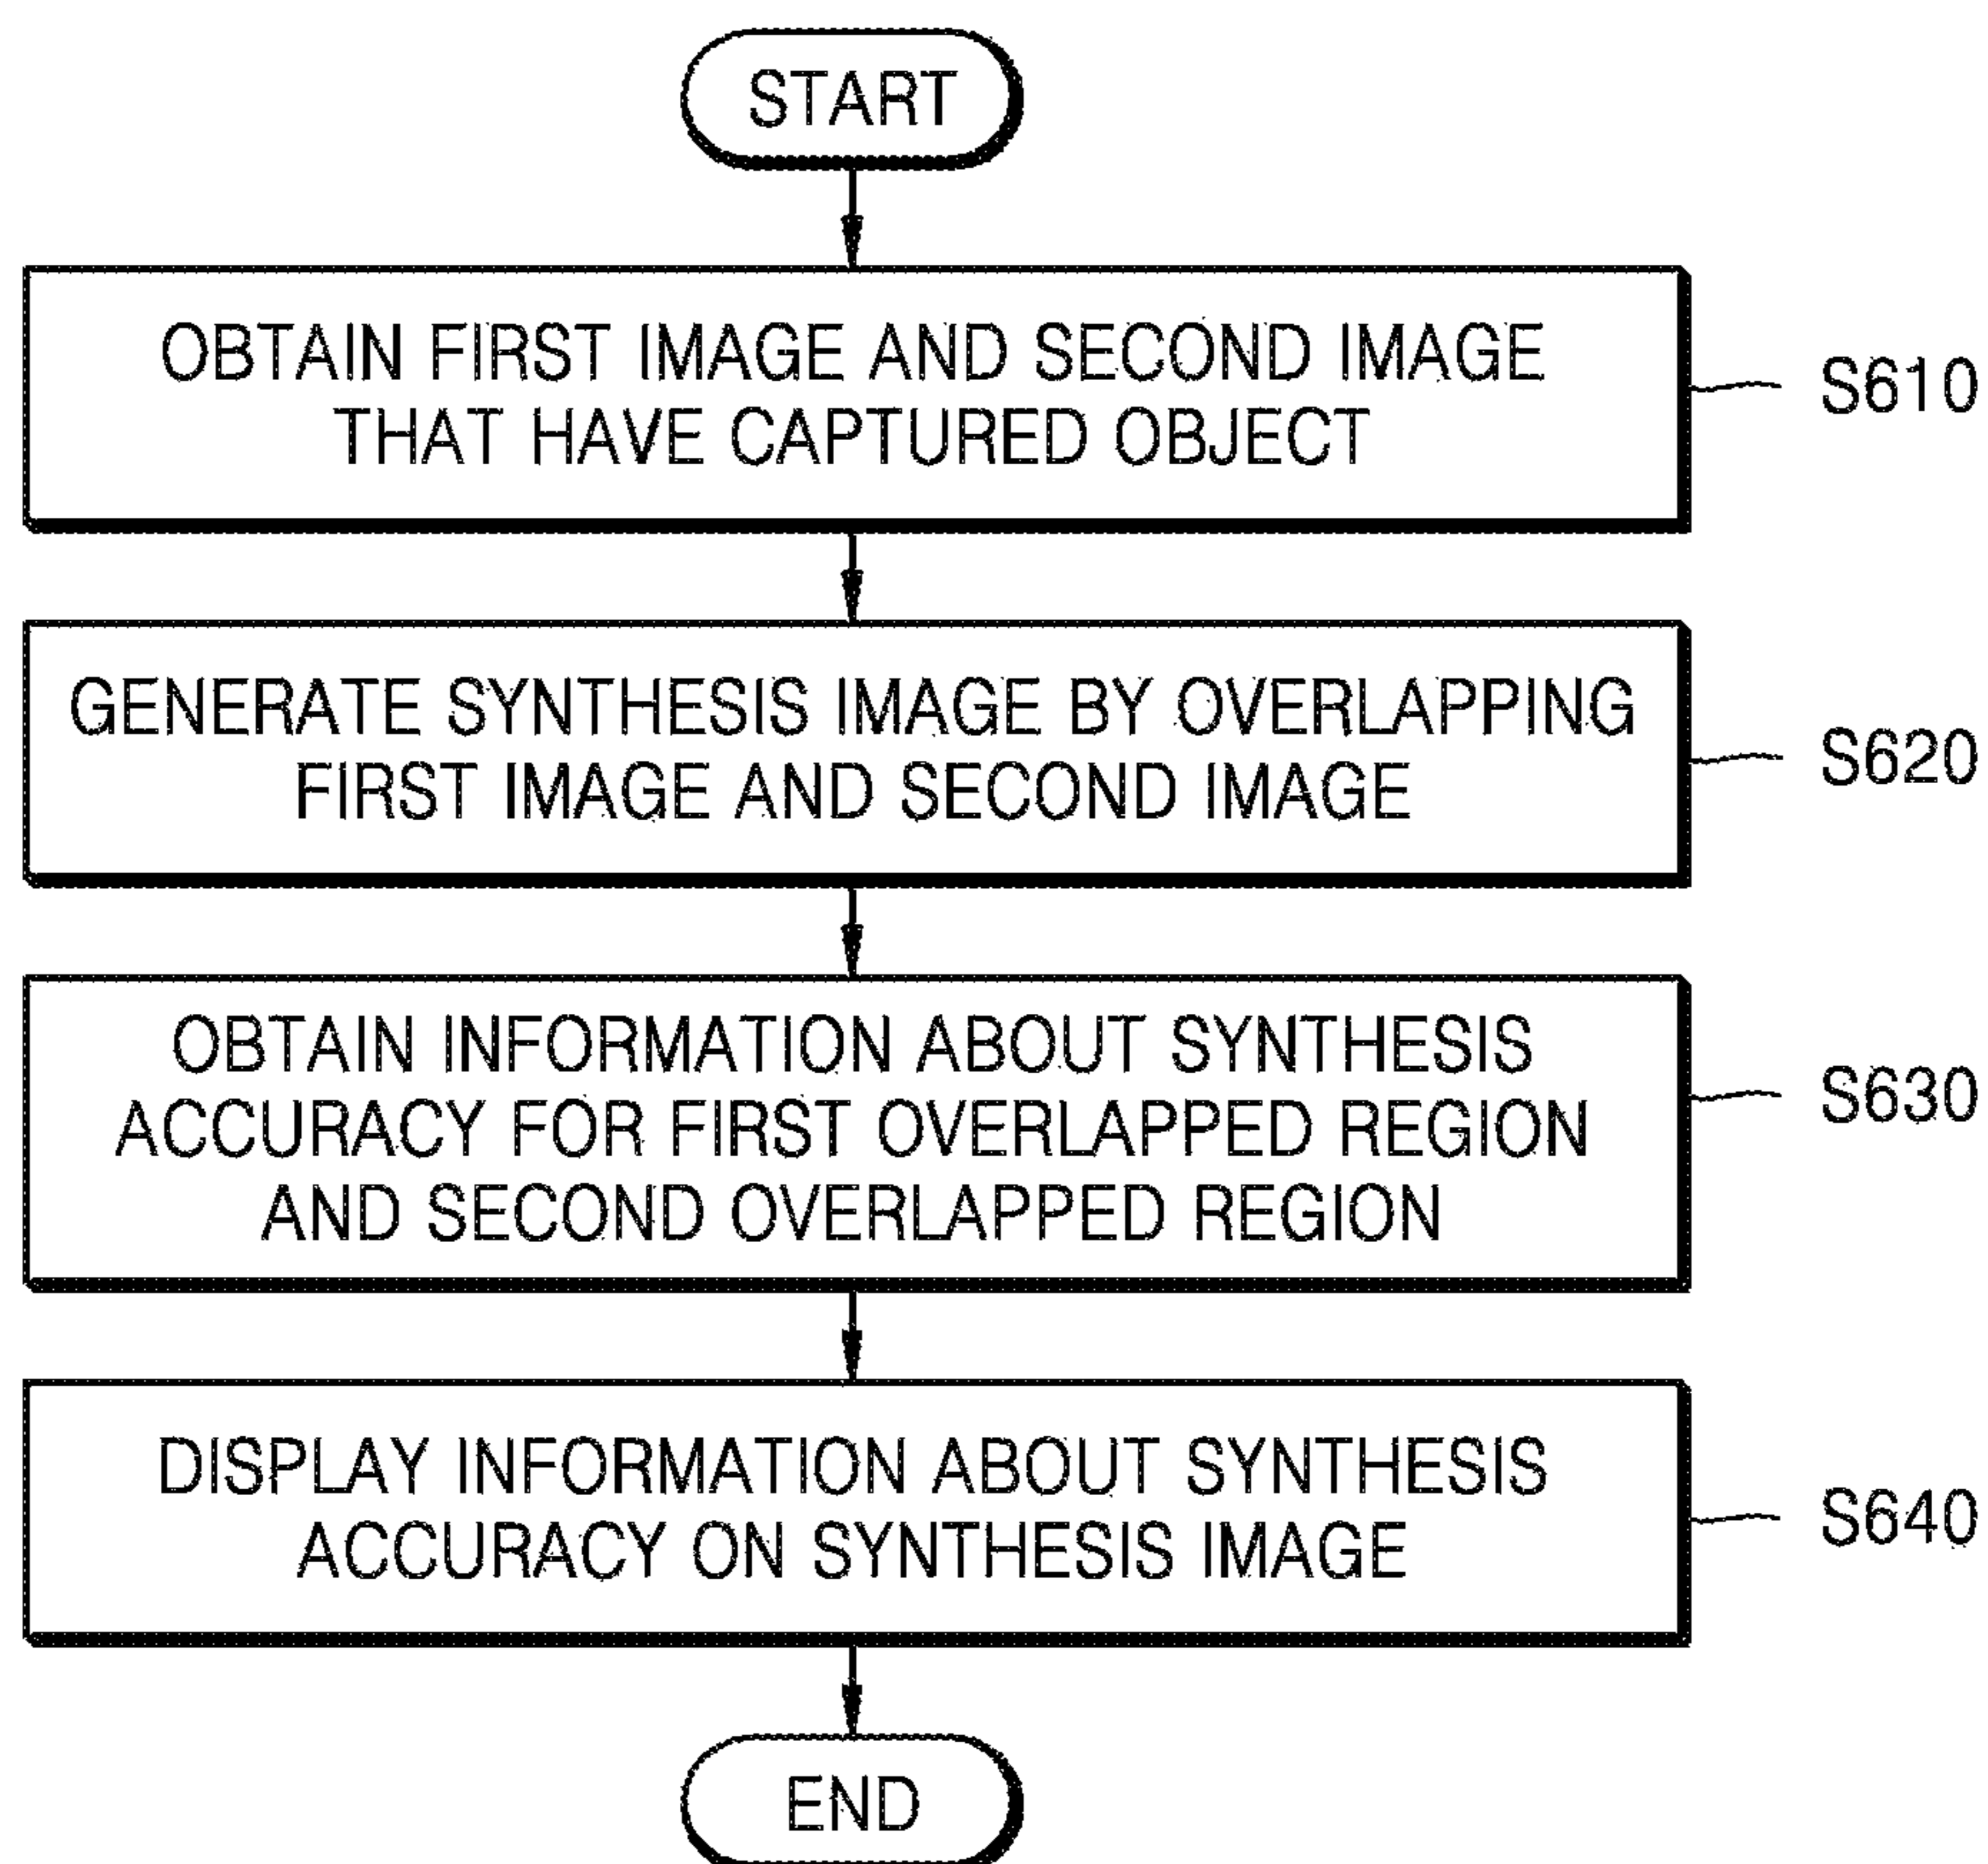 START
OBTAIN FIRST IMAGE AND SECOND IMAGE
THAT HAVE CAPTURED OBJECT
S610
GENERATE SYNTHESIS IMAGE BY OVERLAPPING
FIRST IMAGE AND SECOND IMAGE
S620
OBTAIN INFORMATION ABOUT SYNTHESIS
ACCURACY FOR FIRST OVERLAPPED REGION
AND SECOND OVERLAPPED REGION
S630
DISPLAY INFORMATION ABOUT SYNTHESIS
ACCURACY ON SYNTHESIS IMAGE
S640
END